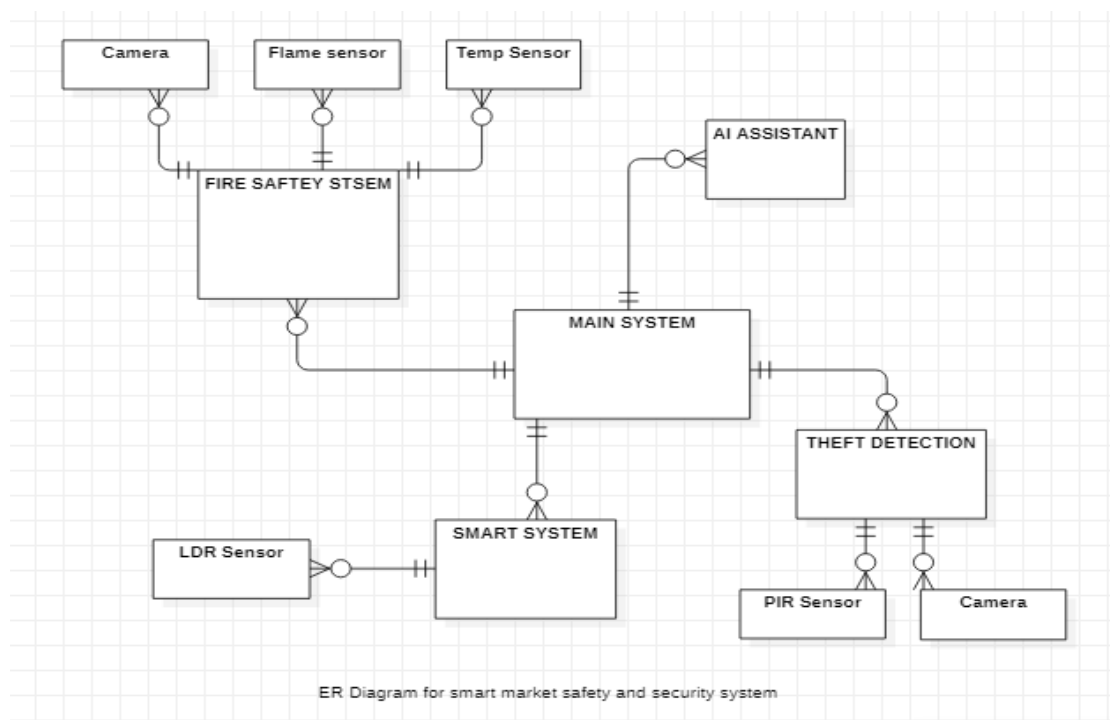 Camera
Flame sensor
Temp Sensor
AI ASSISTANT
FIRE SAFTEY STSEM
MAIN SYSTEM
THEFT DETECTION
SMART SYSTEM
LDR Sensor
PIR Sensor
Camera
ER Diagram for smart market safety and security system